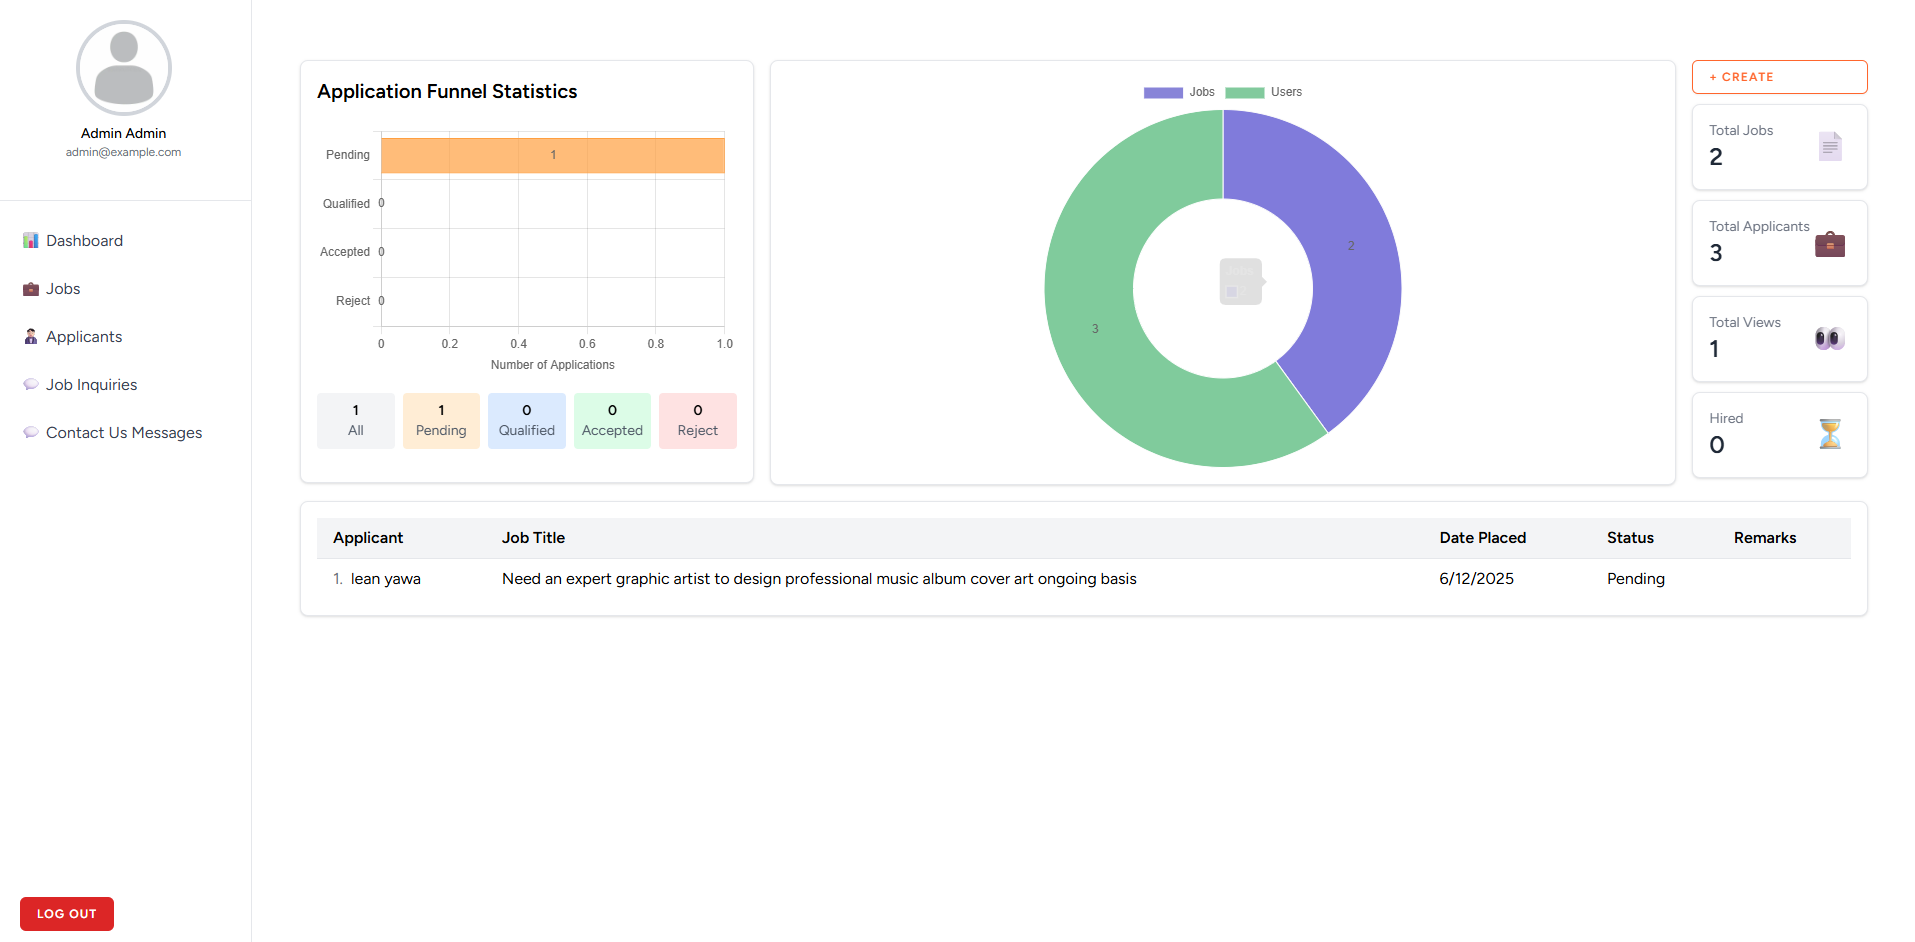 Admin Admin
admin@example.com
Dashboard
Jobs
Applicants
Job Inquiries
Contact Us Messages
LOG OUT
Application Funnel Statistics
Pending 1
Qualified 0
Accepted 0
Reject 0
0 0.2 0.4 0.6 0.8 1.0
Number of Applications
1 1 0 0 0
All Pending Qualified Accepted Reject
Jobs Users
2
3
+ CREATE
Total Jobs
2
Total Applicants
3
Total Views
1
Hired
0
Applicant Job Title Date Placed Status Remarks
1. lean yawa Need an expert graphic artist to design professional music album cover art ongoing basis 6/12/2025 Pending